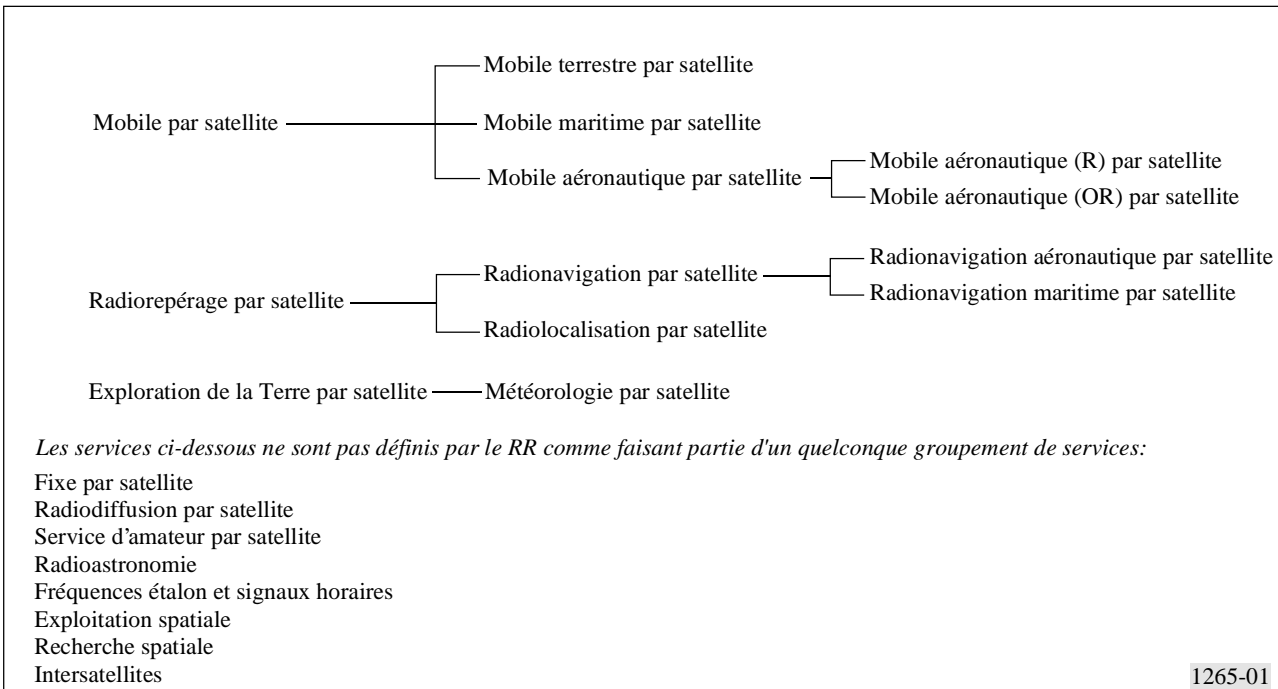 Mobile terrestre par satellite
Mobile par satellite
Mobile maritime par satellite
Mobile aéronautique par satellite
Mobile aéronautique (R) par satellite
Mobile aéronautique (OR) par satellite
Radiorepérage par satellite
Radionavigation par satellite
Radionavigation aéronautique par satellite
Radionavigation maritime par satellite
Radiolocalisation par satellite
Exploration de la Terre par satellite
Météorologie par satellite
Les services ci-dessous ne sont pas définis par le RR comme faisant partie d'un quelconque groupement de services:
Fixe par satellite
Radiodiffusion par satellite
Service d’amateur par satellite
Radioastronomie
Fréquences étalon et signaux horaires
Exploitation spatiale
Recherche spatiale
Intersatellites
1265-01